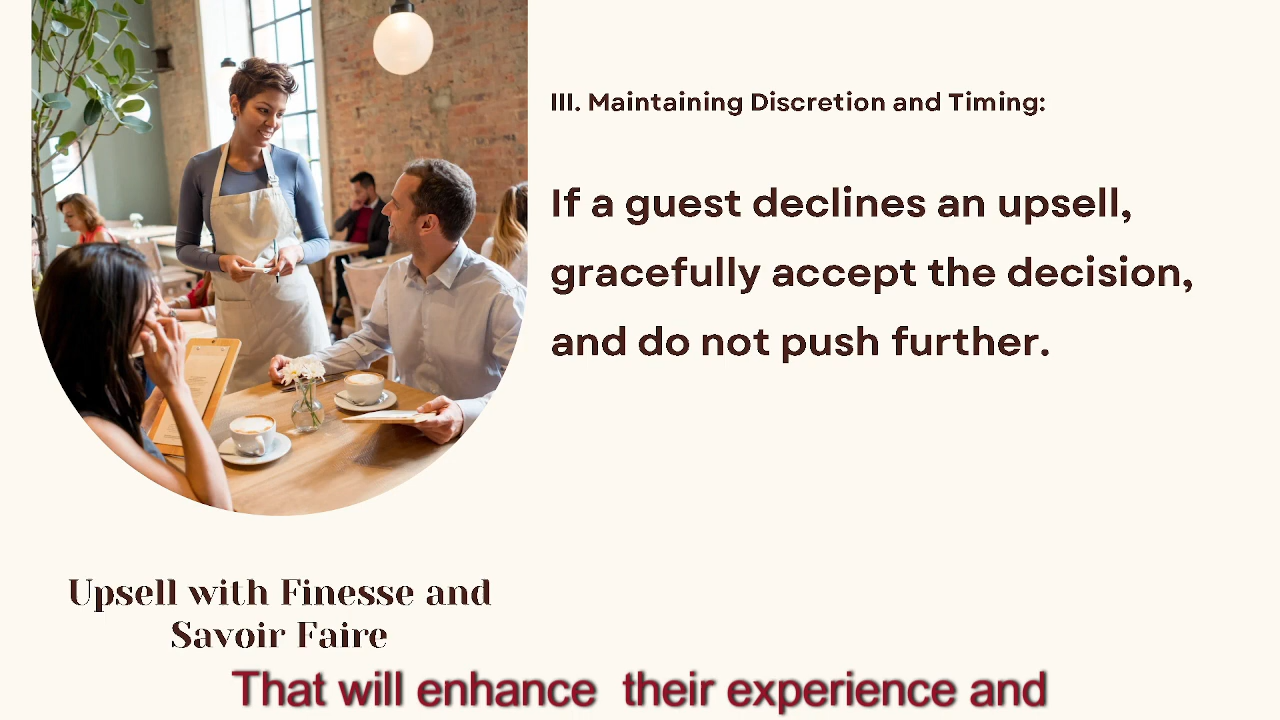 III. Maintaining Discretion and Timing:
If a guest declines an upsell,
gracefully accept the decision,
and do not push further.
Upsell with Finesse and
Savoir Faire
That will enhance  their experience and